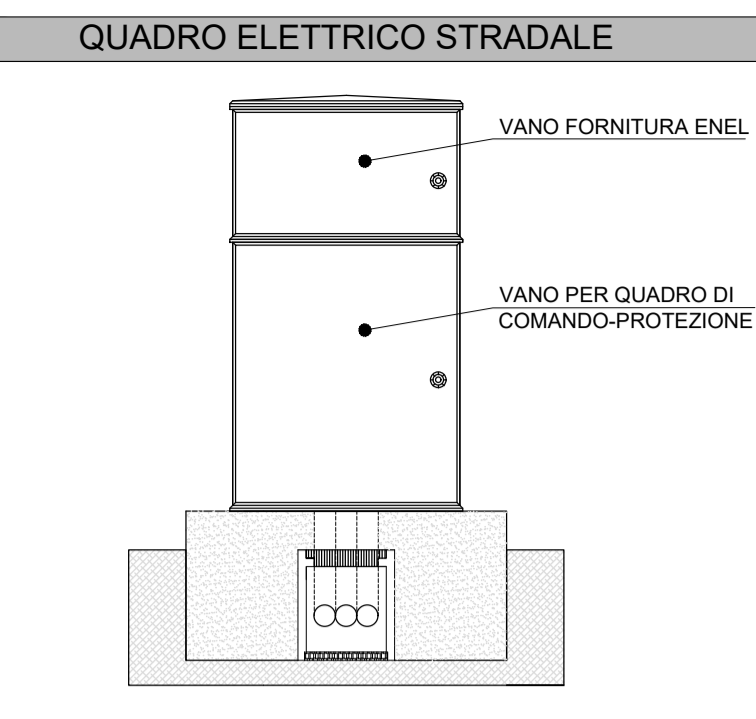 QUADRO ELETTRICO STRADALE
VANO FORNITURA ENEL
VANO PER QUADRO DI
COMANDO-PROTEZIONE